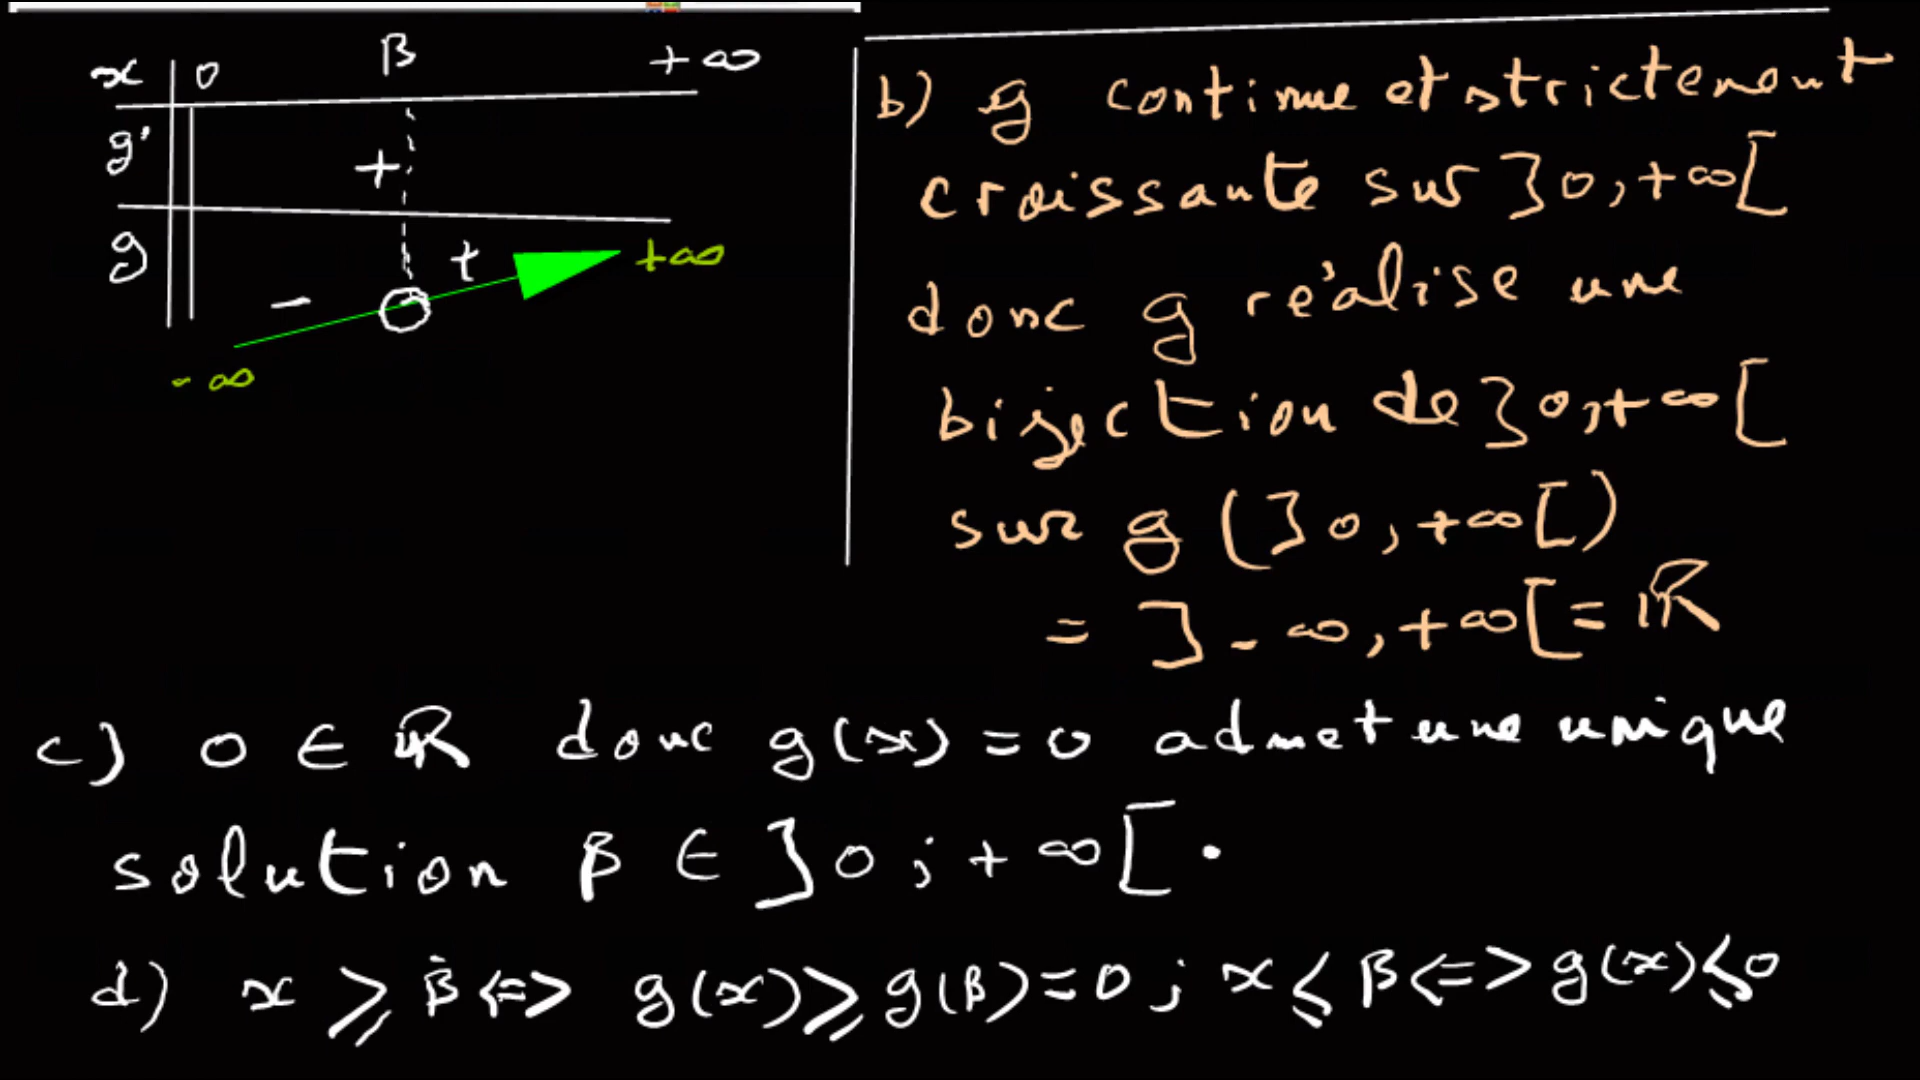 x 0 β +∞
g' +
g - + +∞
-∞
b) g continue et strictement
croissante sur ]0,+∞[
donc g réalise une
bijection de ]0,+∞[
sur g(]0,+∞[)
= ]-∞,+∞[ = ℝ
c) 0 ∈ ℝ donc g(x)=0 admet une unique
solution β ∈ ]0;+∞[.
d) x ⩾ β <=> g(x) ⩾ g(β)=0 ; x ⩽ β <=> g(x) ⩽ 0